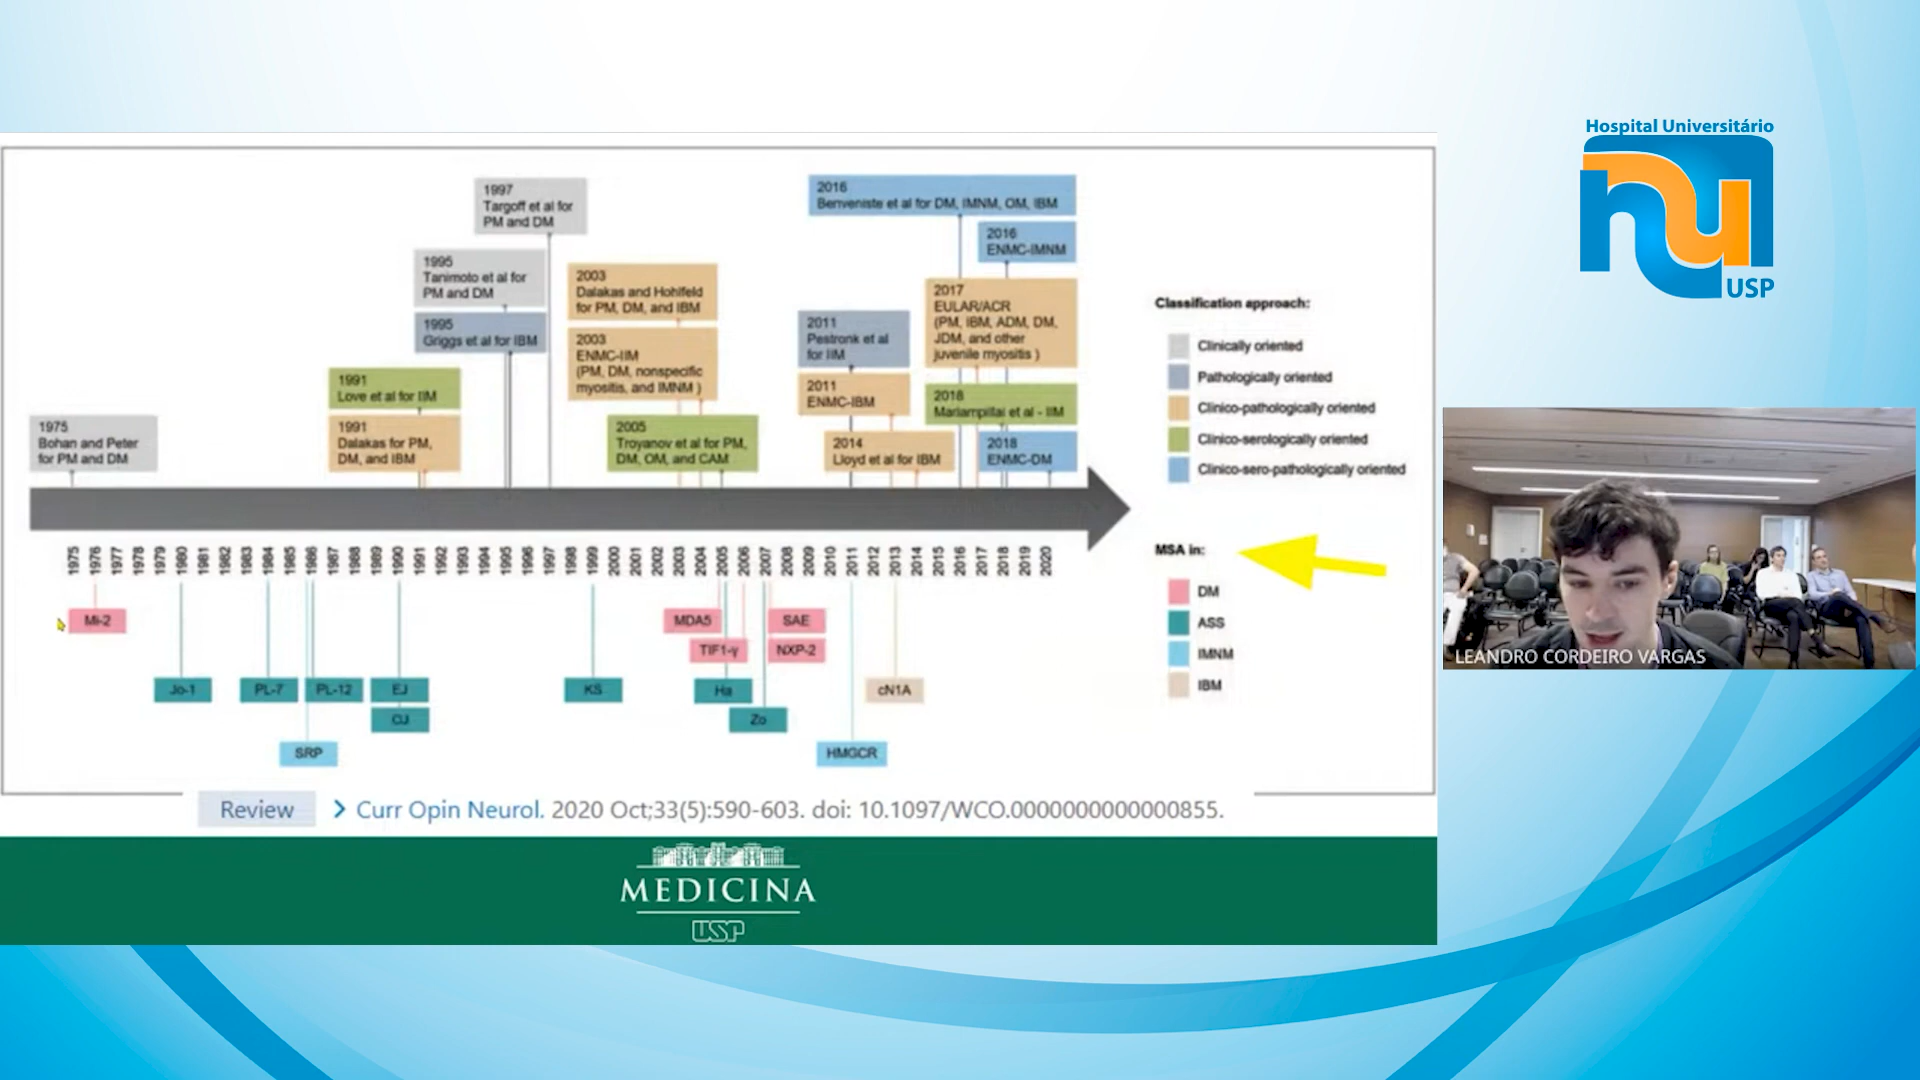 Hospital Universitário
USP
1997
Targoff et al for
PM and DM
1995
Tanimoto et al for
PM and DM
1995
Griggs et al for IBM
1991
Love et al for IIM
1991
Dalakas for PM,
DM, and IBM
1975
Bohan and Peter
for PM and DM
2003
Dalakas and Hohlfeld
for PM, DM, and IBM
2003
ENMC-IIM
(PM, DM, nonspecific
myositis, and IMNM )
2005
Troyanov et al for PM,
DM, OM, and CAM
2016
Benveniste et al for DM, IMNM, OM, IBM
2016
ENMC-IMNM
2011
Pestronk et al
for IIM
2011
ENMC-IBM
2014
Lloyd et al for IBM
2017
EULAR/ACR
(PM, IBM, ADM, DM,
JDM, and other
juvenile myositis )
2018
Mariampillai et al - IIM
2018
ENMC-DM
Classification approach:
Clinically oriented
Pathologically oriented
Clinico-pathologically oriented
Clinico-serologically oriented
Clinico-sero-pathologically oriented
1975 1976 1977 1978 1979 1980 1981 1982 1983 1984 1985 1986 1987 1988 1989 1990 1991 1992 1993 1994 1995 1996 1997 1998 1999 2000 2001 2002 2003 2004 2005 2006 2007 2008 2009 2010 2011 2012 2013 2014 2015 2016 2017 2018 2019 2020
MSA in:
DM
ASS
IMNM
IBM
Mi-2
MDA5
SAE
TIF1-γ
NXP-2
Jo-1
PL-7
PL-12
EJ
KS
Ha
cN1A
OJ
Zo
SRP
HMGCR
LEANDRO CORDEIRO VARGAS
Review
Curr Opin Neurol. 2020 Oct;33(5):590-603. doi: 10.1097/WCO.0000000000000855.
MEDICINA
USP